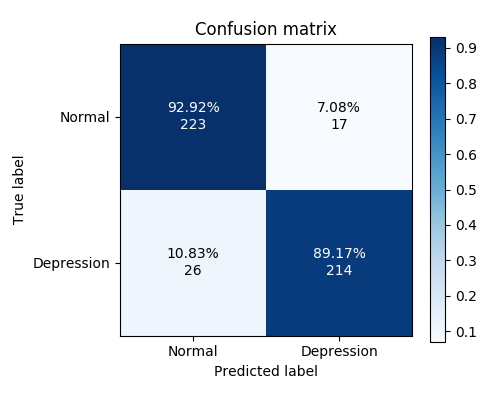 Confusion matrix
True label
Normal
Depression
92.92%
223
7.08%
17
10.83%
26
89.17%
214
Normal
Depression
Predicted label
0.9
0.8
0.7
0.6
0.5
0.4
0.3
0.2
0.1